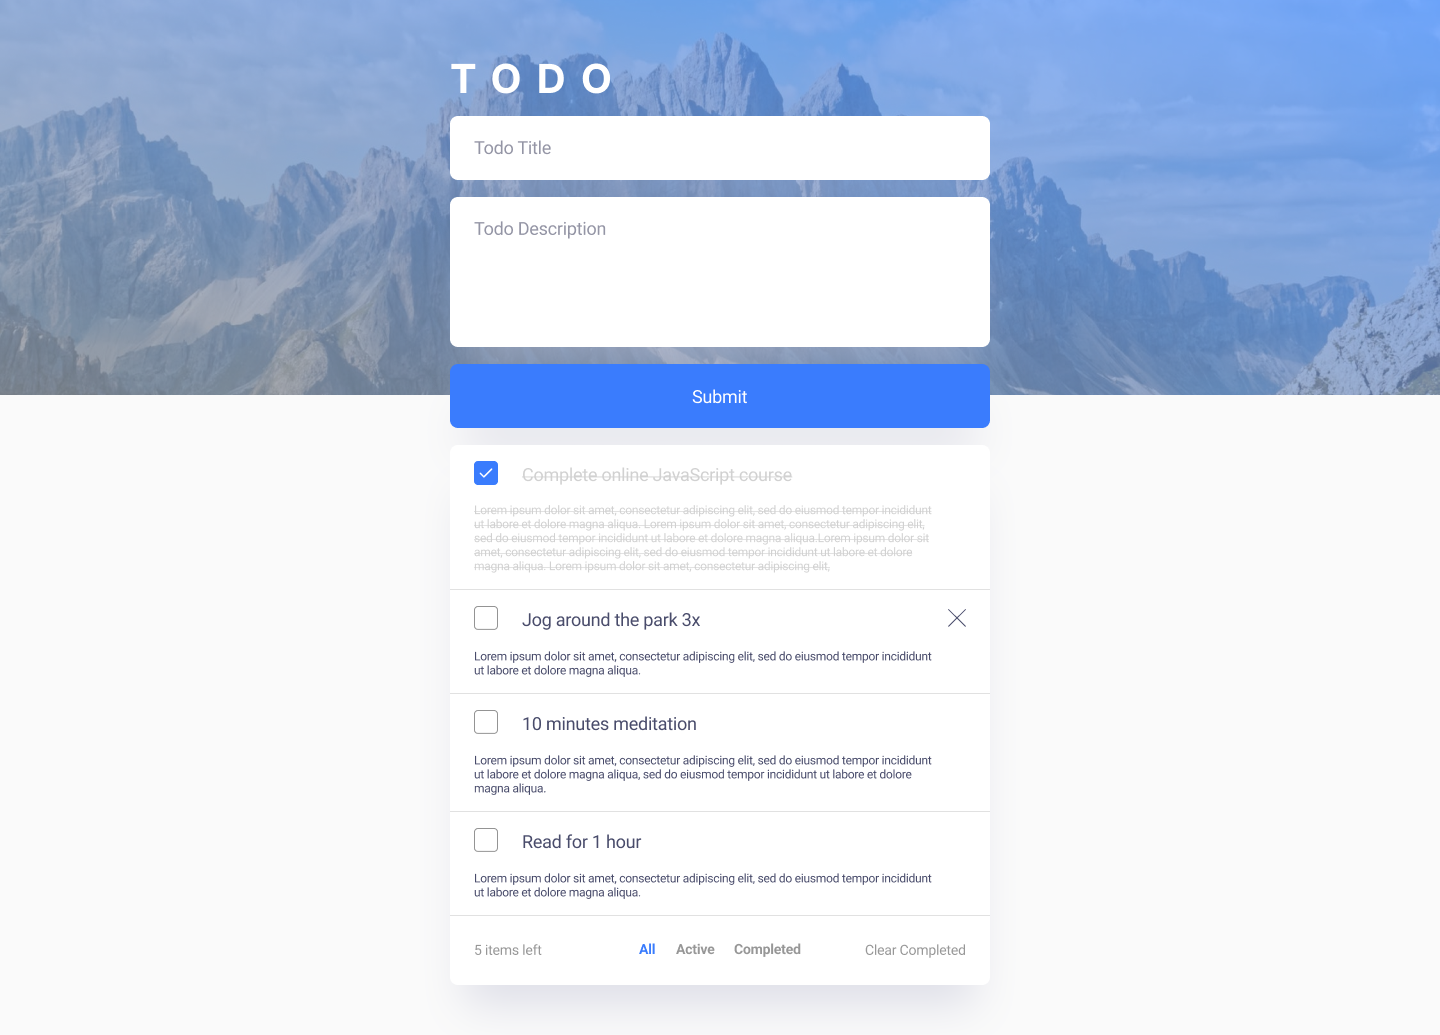 TODO
Todo Title
Todo Description
Submit
Complete online JavaScript course
Lorem ipsum dolor sit amet, consectetur adipiscing elit, sed do eiusmod tempor incididunt
ut labore et dolore magna aliqua. Lorem ipsum dolor sit amet, consectetur adipiscing elit,
sed do eiusmod tempor incididunt ut labore et dolore magna aliqua.Lorem ipsum dolor sit
amet, consectetur adipiscing elit, sed do eiusmod tempor incididunt ut labore et dolore
magna aliqua. Lorem ipsum dolor sit amet, consectetur adipiscing elit,
Jog around the park 3x
Lorem ipsum dolor sit amet, consectetur adipiscing elit, sed do eiusmod tempor incididunt
ut labore et dolore magna aliqua.
10 minutes meditation
Lorem ipsum dolor sit amet, consectetur adipiscing elit, sed do eiusmod tempor incididunt
ut labore et dolore magna aliqua, sed do eiusmod tempor incididunt ut labore et dolore
magna aliqua.
Read for 1 hour
Lorem ipsum dolor sit amet, consectetur adipiscing elit, sed do eiusmod tempor incididunt
ut labore et dolore magna aliqua.
5 items left All Active Completed Clear Completed